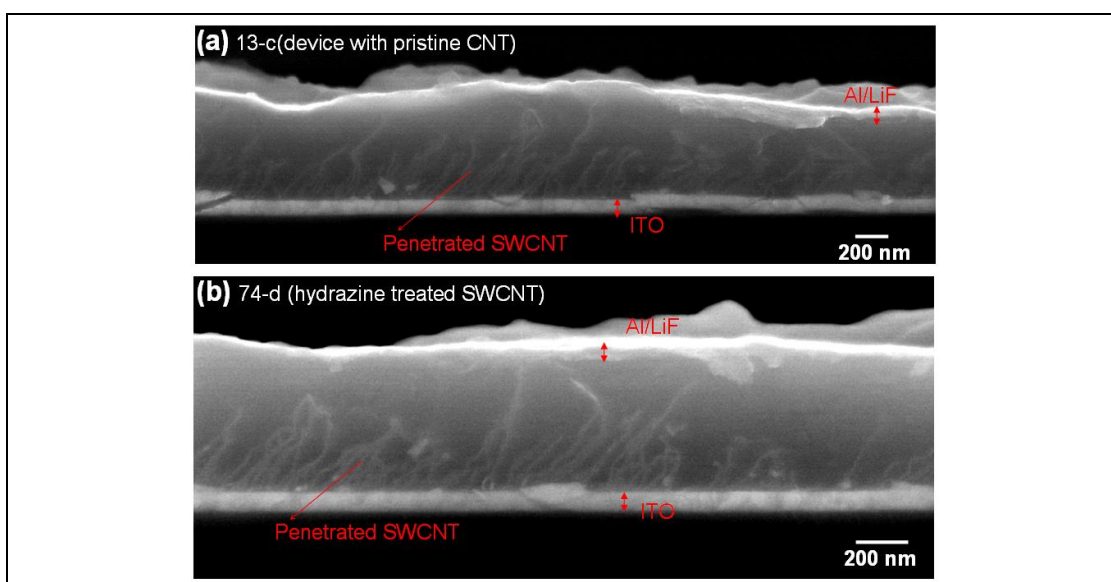 (a) 13-c(device with pristine CNT)
Al/LiF
ITO
Penetrated SWCNT
200 nm
(b) 74-d (hydrazine treated SWCNT)
Al/LiF
ITO
Penetrated SWCNT
200 nm